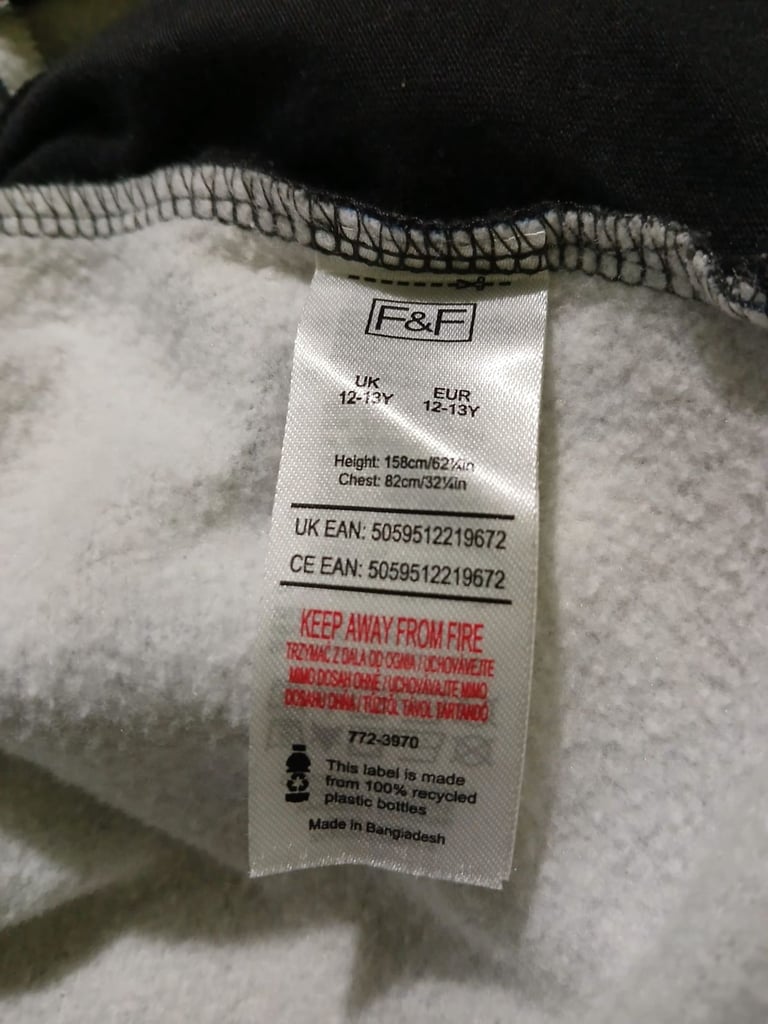 F&F
UK EUR
12-13Y 12-13Y
Height: 158cm/62¼in
Chest: 82cm/32¼in
UK EAN: 5059512219672
CE EAN: 5059512219672
KEEP AWAY FROM FIRE
TRZYMAĆ Z DALA OD OGNIA / UCHOVÁVEJTE
MIMO DOSAH OHNĚ / UCHOVÁVAJTE MIMO
DOSAHU OHŇA / TŰZTŐL TÁVOL TARTANDÓ
772-3970
This label is made
from 100% recycled
plastic bottles
Made in Bangladesh